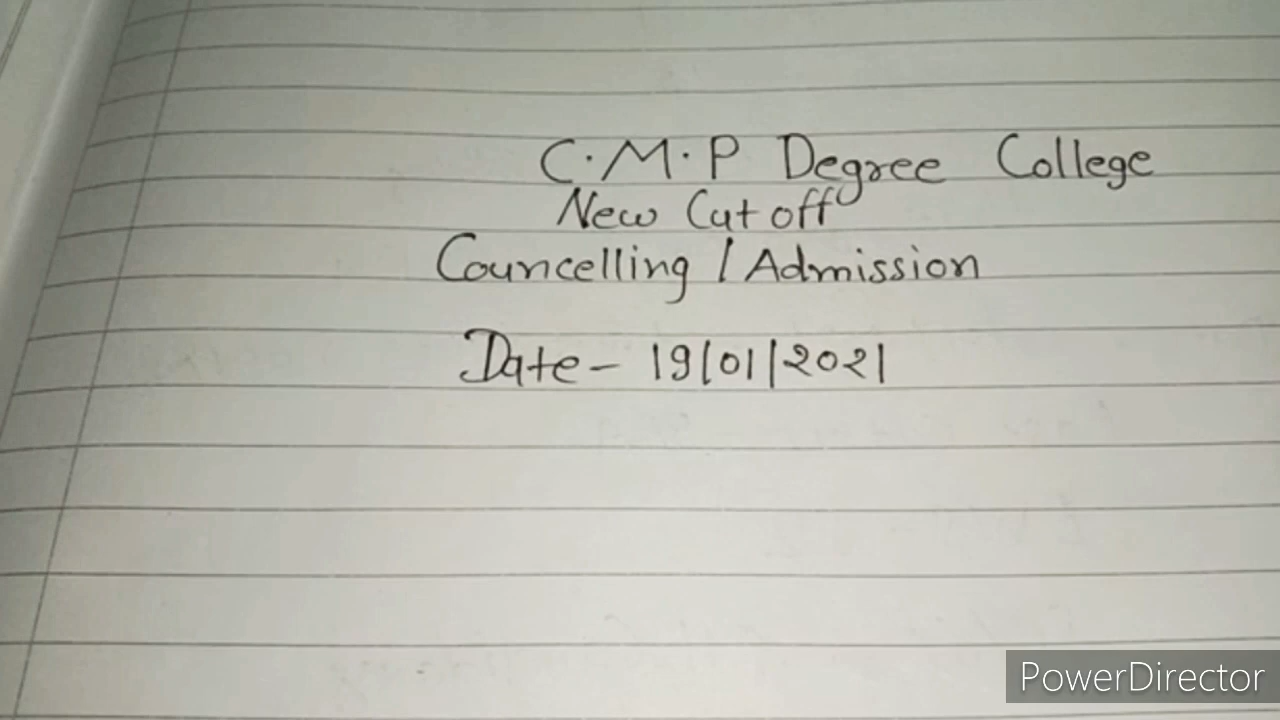 C.M.P Degree College
New Cut off
Councelling / Admission
Date - 19/01/2021
PowerDirector